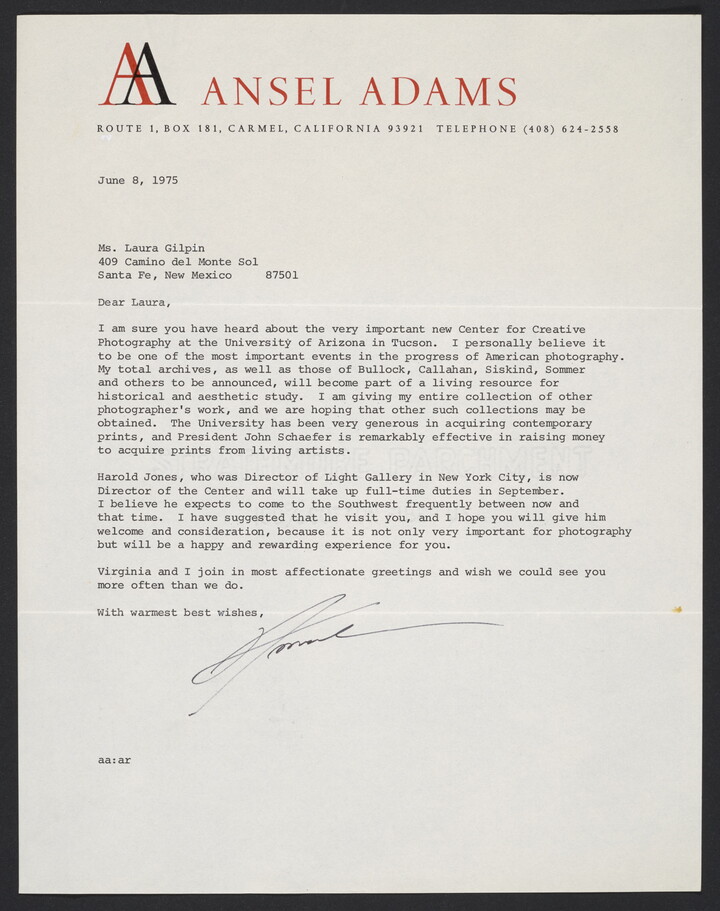 AA ANSEL ADAMS
ROUTE 1, BOX 181, CARMEL, CALIFORNIA 93921 TELEPHONE (408) 624-2558
June 8, 1975
Ms. Laura Gilpin
409 Camino del Monte Sol
Santa Fe, New Mexico 87501
Dear Laura,
I am sure you have heard about the very important new Center for Creative
Photography at the University of Arizona in Tucson. I personally believe it
to be one of the most important events in the progress of American photography.
My total archives, as well as those of Bullock, Callahan, Siskind, Sommer
and others to be announced, will become part of a living resource for
historical and aesthetic study. I am giving my entire collection of other
photographer's work, and we are hoping that other such collections may be
obtained. The University has been very generous in acquiring contemporary
prints, and President John Schaefer is remarkably effective in raising money
to acquire prints from living artists.
Harold Jones, who was Director of Light Gallery in New York City, is now
Director of the Center and will take up full-time duties in September.
I believe he expects to come to the Southwest frequently between now and
that time. I have suggested that he visit you, and I hope you will give him
welcome and consideration, because it is not only very important for photography
but will be a happy and rewarding experience for you.
Virginia and I join in most affectionate greetings and wish we could see you
more often than we do.
With warmest best wishes,
aa:ar